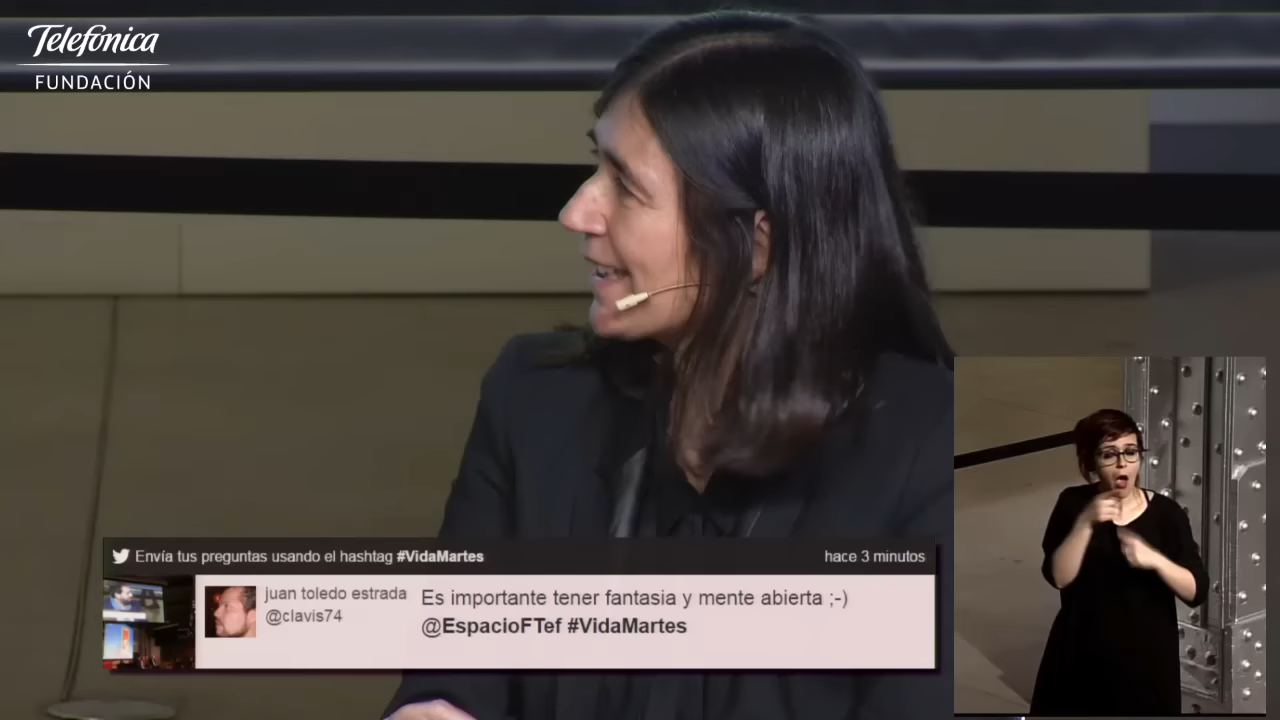 Telefónica
FUNDACIÓN
Envía tus preguntas usando el hashtag #VidaMartes
hace 3 minutos
juan toledo estrada
@clavis74
Es importante tener fantasia y mente abierta ;-)
@EspacioFTef #VidaMartes